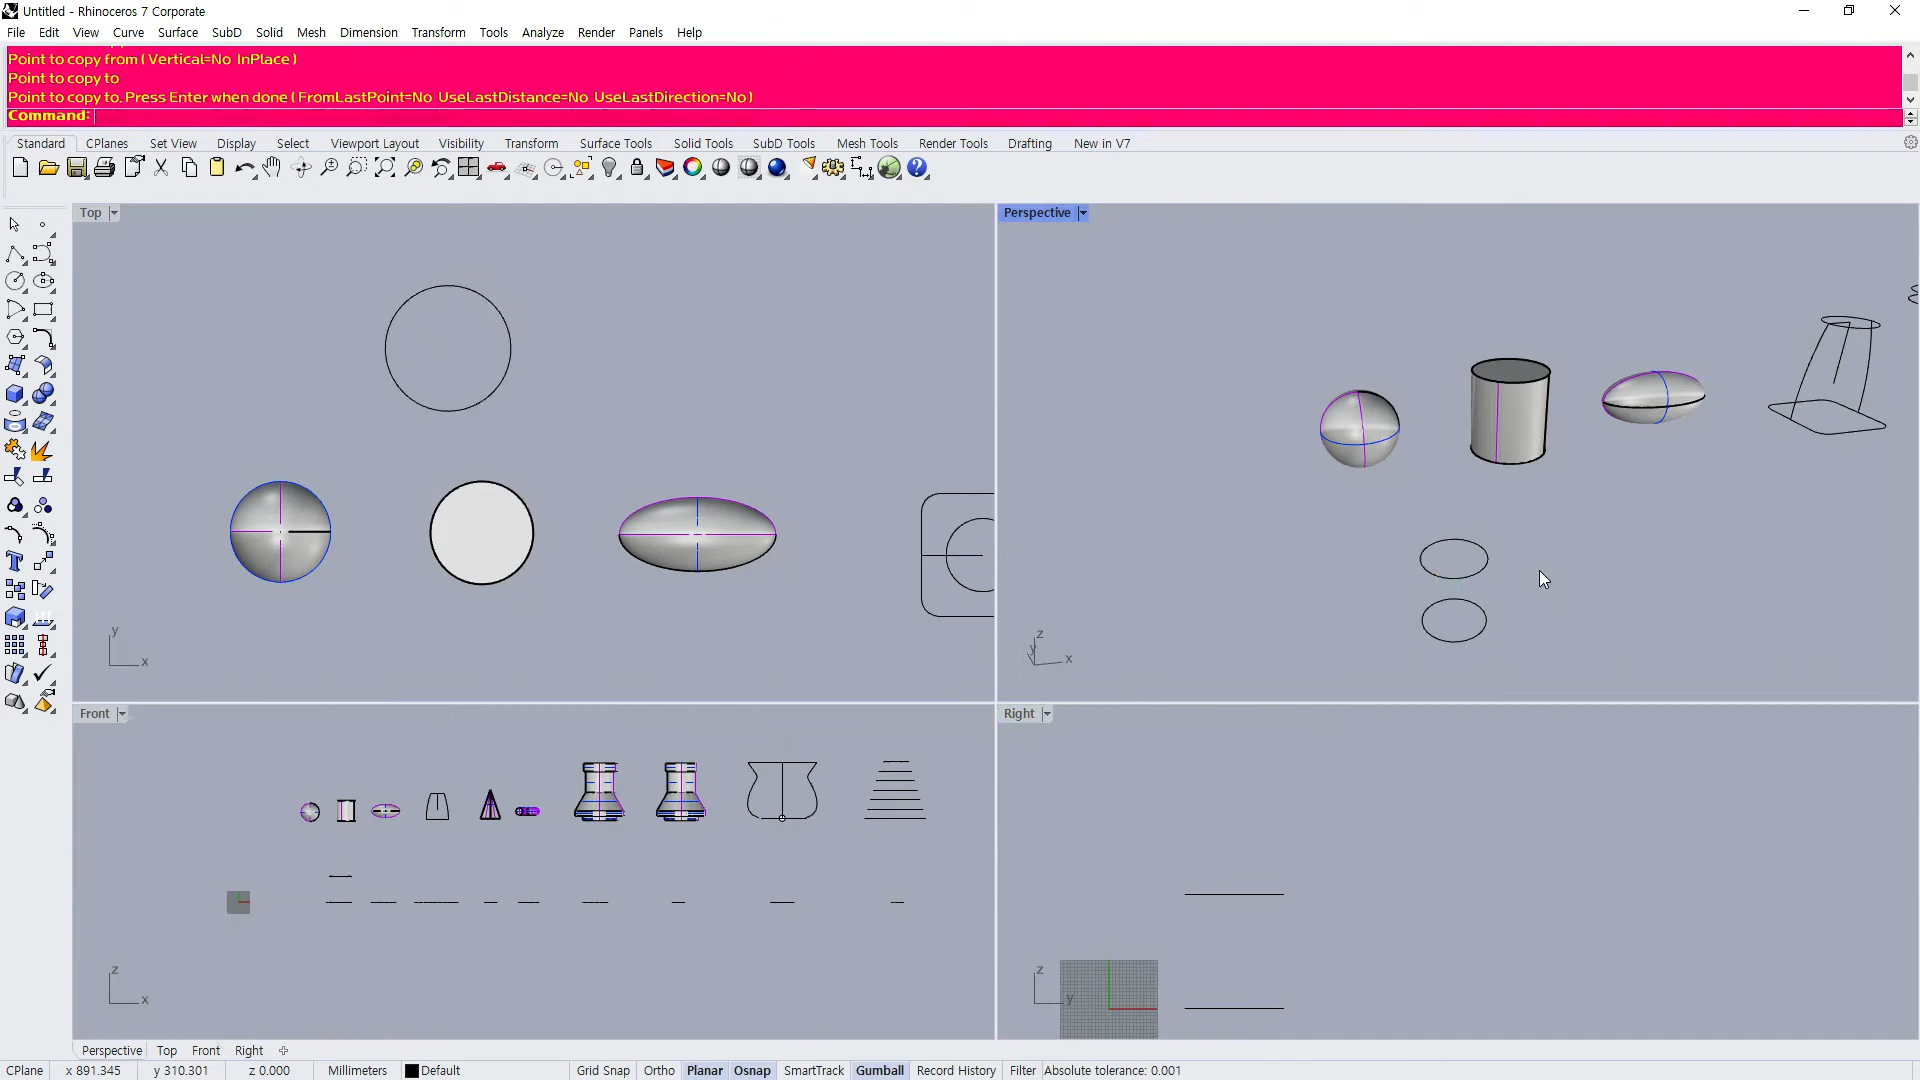 Untitled - Rhinoceros 7 Corporate
File Edit View Curve Surface Solid SubD Mesh Dimension Transform Tools Analyze Render Panels Help
Point to copy from ( Vertical=No InPlace )
Point to copy to
Point to copy to. Press Enter when done ( FromLastPoint=No UseLastDistance=No UseLastDirection=No )
Command:
Standard CPlanes Set View Display Select Viewport Layout Visibility Transform Surface Tools Solid Tools SubD Tools Mesh Tools Render Tools Drafting New in V7
Top
Perspective
y
x
z
y
x
Front
Right
z
x
z
y
Perspective Top Front Right
CPlane x 891.345 y 310.301 z 0.000 Millimeters Default Grid Snap Ortho Planar Osnap SmartTrack Gumball Record History Filter Absolute tolerance: 0.001